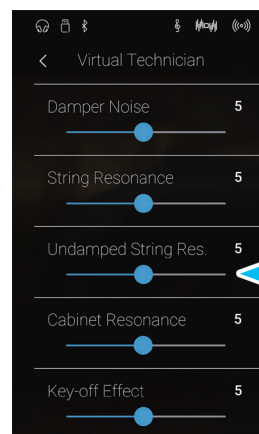 Virtual Technician
Damper Noise 5
String Resonance 5
Undamped String Res. 5
Cabinet Resonance 5
Key-off Effect 5